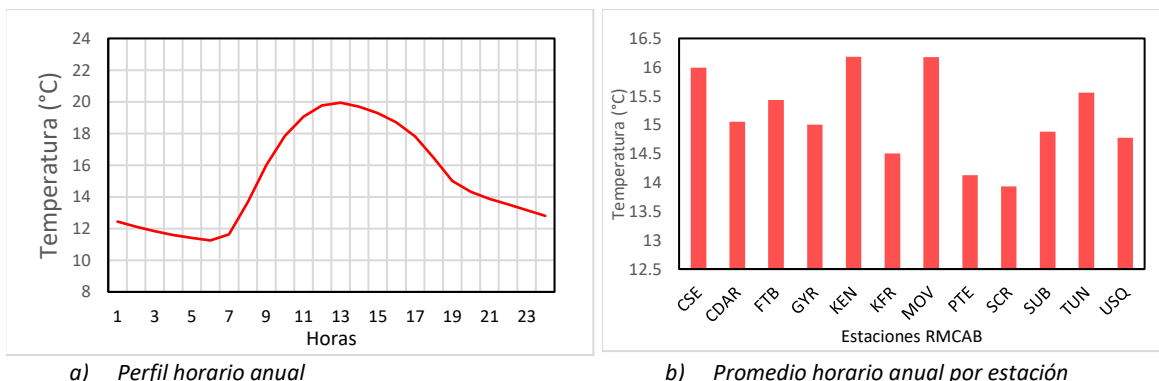 24
22
20
18
16
14
12
10
8
Temperatura (°C)
1 3 5 7 9 11 13 15 17 19 21 23
Horas
a) Perfil horario anual
16.5
16
15.5
15
14.5
14
13.5
13
12.5
Temperatura (°C)
CSE CDAR FTB GYR KEN KFR MOV PTE SCR SUB TUN USQ
Estaciones RMCAB
b) Promedio horario anual por estación